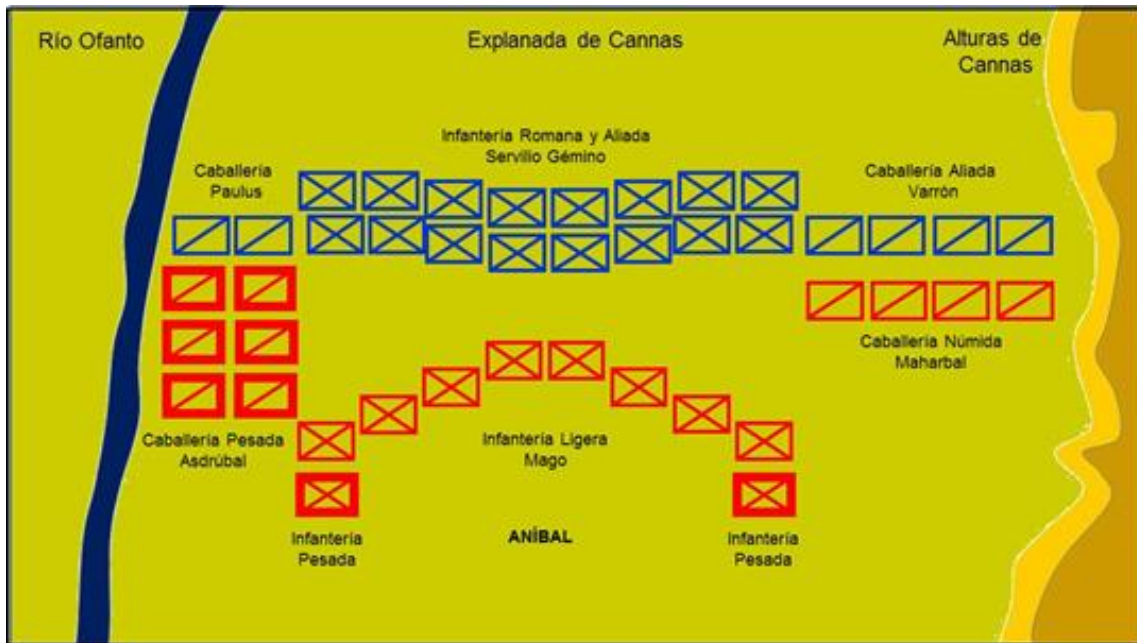 Río Ofanto
Explanada de Cannas
Alturas de
Cannas
Infantería Romana y Aliada
Servilio Gémino
Caballería
Paulus
Caballería Aliada
Varrón
Caballería Númida
Maharbal
Caballería Pesada
Asdrúbal
Infantería Ligera
Mago
Infantería
Pesada
ANÍBAL
Infantería
Pesada